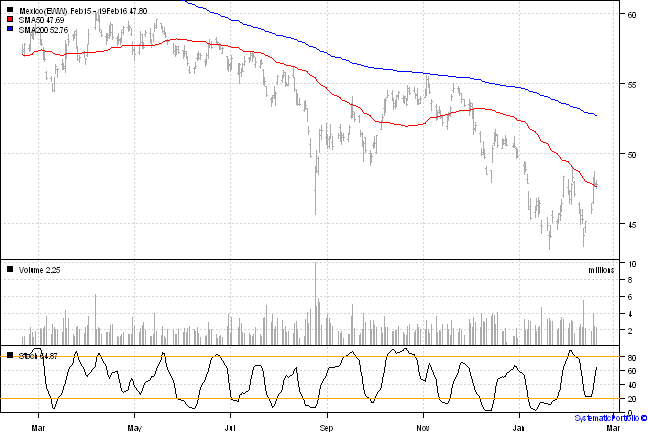 Mexico(EWW) Feb15 - 19Feb16 47.80
SMA50 47.69
SMA200 52.76
60
55
50
45
Volume 2.25
millions
10
8
6
4
2
80
60
40
20
0
Mar May Jul Sep Nov Jan Mar
SystematicPortfolio ©